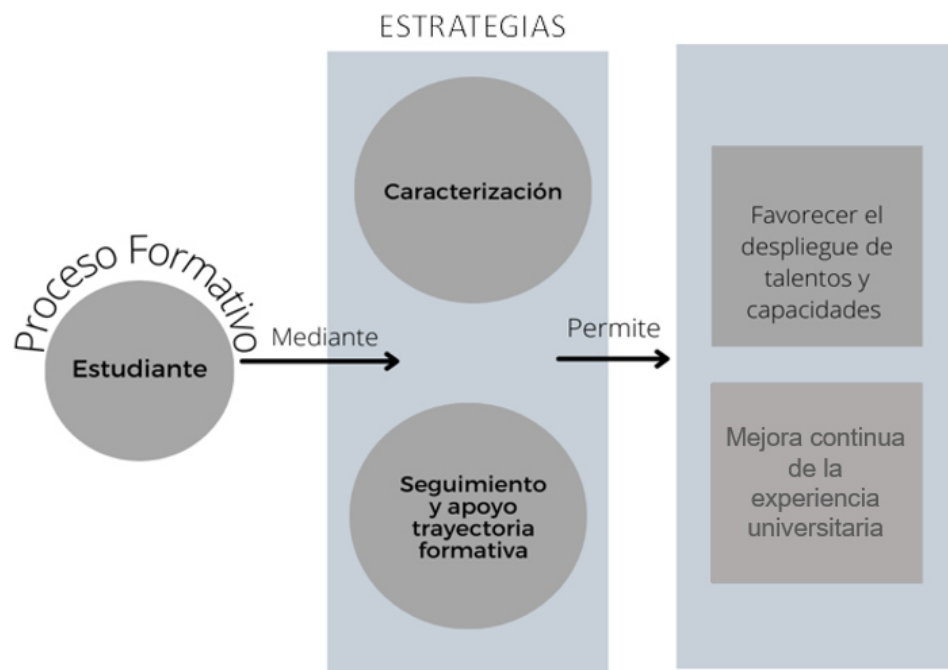 ESTRATEGIAS
Proceso Formativo
Estudiante
Mediante
Caracterización
Seguimiento
y apoyo
trayectoria
formativa
Permite
Favorecer el
despliegue de
talentos y
capacidades
Mejora continua
de la
experiencia
universitaria